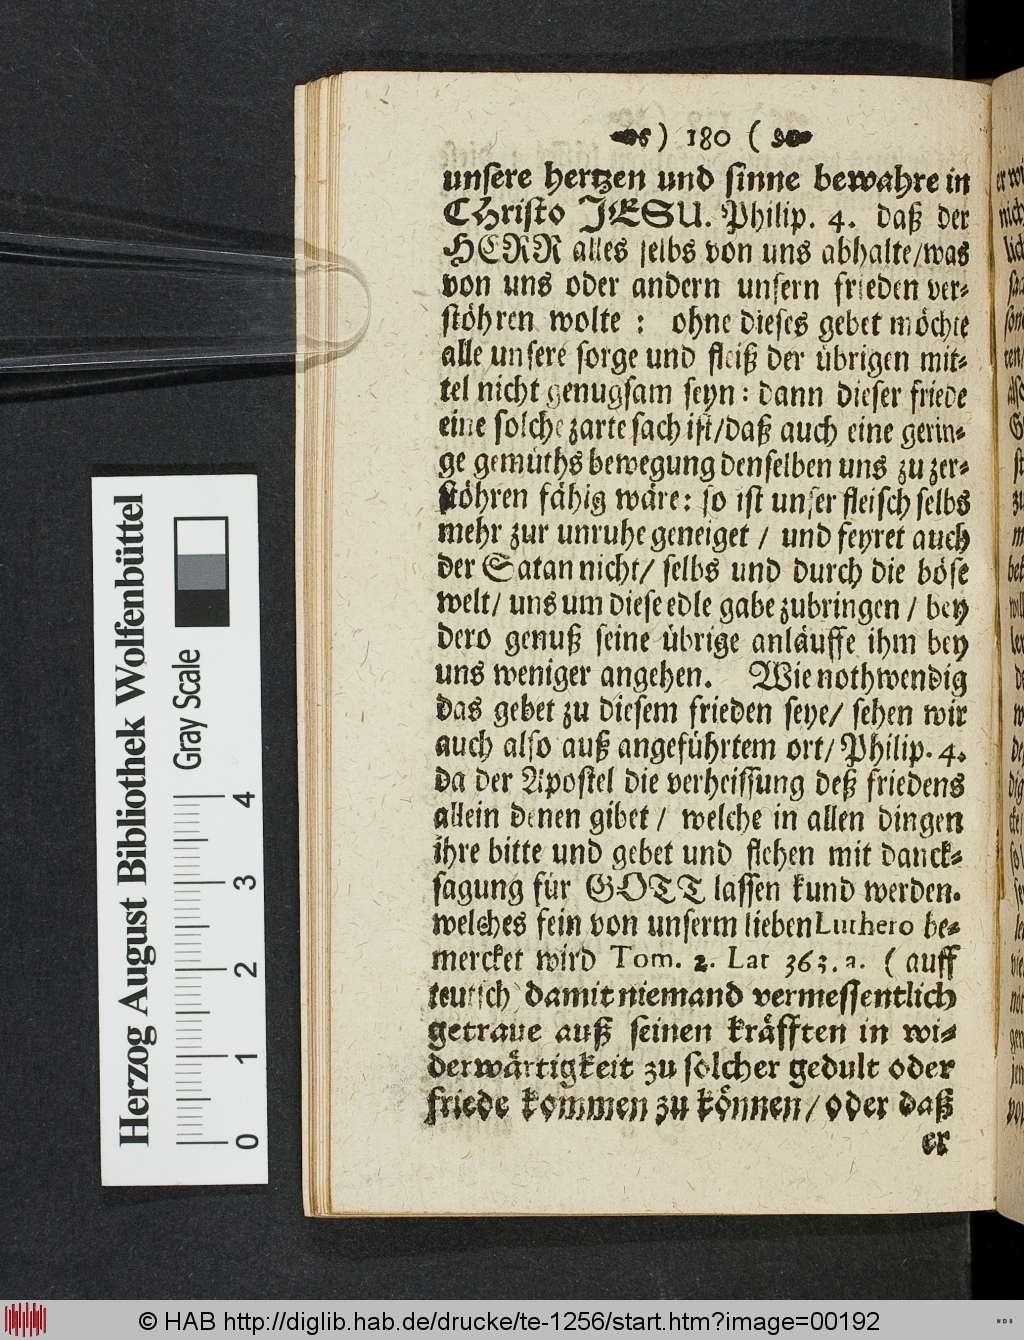 ) 180 (
unsere hertzen und sinne bewahre in
CHristo JESU. Philip. 4. daß der
HERR alles selbs von uns abhalte/was
von uns oder andern unsern frieden ver⸗
stöhren wolte : ohne dieses gebet möchte
alle unsere sorge und fleiß der übrigen mit⸗
tel nicht genugsam seyn: dann dieser friede
eine solche zarte sach ist/daß auch eine gerin⸗
ge gemüths bewegung denselben uns zu zer⸗
stöhren fähig wäre: so ist unser fleisch selbs
mehr zur unruhe geneiget / und feyret auch
der Satan nicht/ selbs und durch die böse
welt/ uns um diese edle gabe zubringen / bey
dero genuß seine übrige anläuffe ihm bey
uns weniger angehen. Wie nothwendig
das gebet zu diesem frieden seye/ sehen wir
auch also auß angeführtem ort/ Philip. 4.
da der Apostel die verheissung deß friedens
allein denen gibet / welche in allen dingen
ihre bitte und gebet und flehen mit danck⸗
sagung für GOTT lassen kund werden.
welches fein von unserm lieben Luthero be⸗
mercket wird Tom. 2. Lat 363. a. ( auff
teutsch) damit niemand vermessentlich
getraue auß seinen kräfften in wi⸗
derwärtigkeit zu solcher gedult oder
friede kommen zu können/ oder daß
er
Herzog August Bibliothek Wolfenbüttel
Gray Scale
0 1 2 3 4
© HAB http://diglib.hab.de/drucke/te-1256/start.htm?image=00192